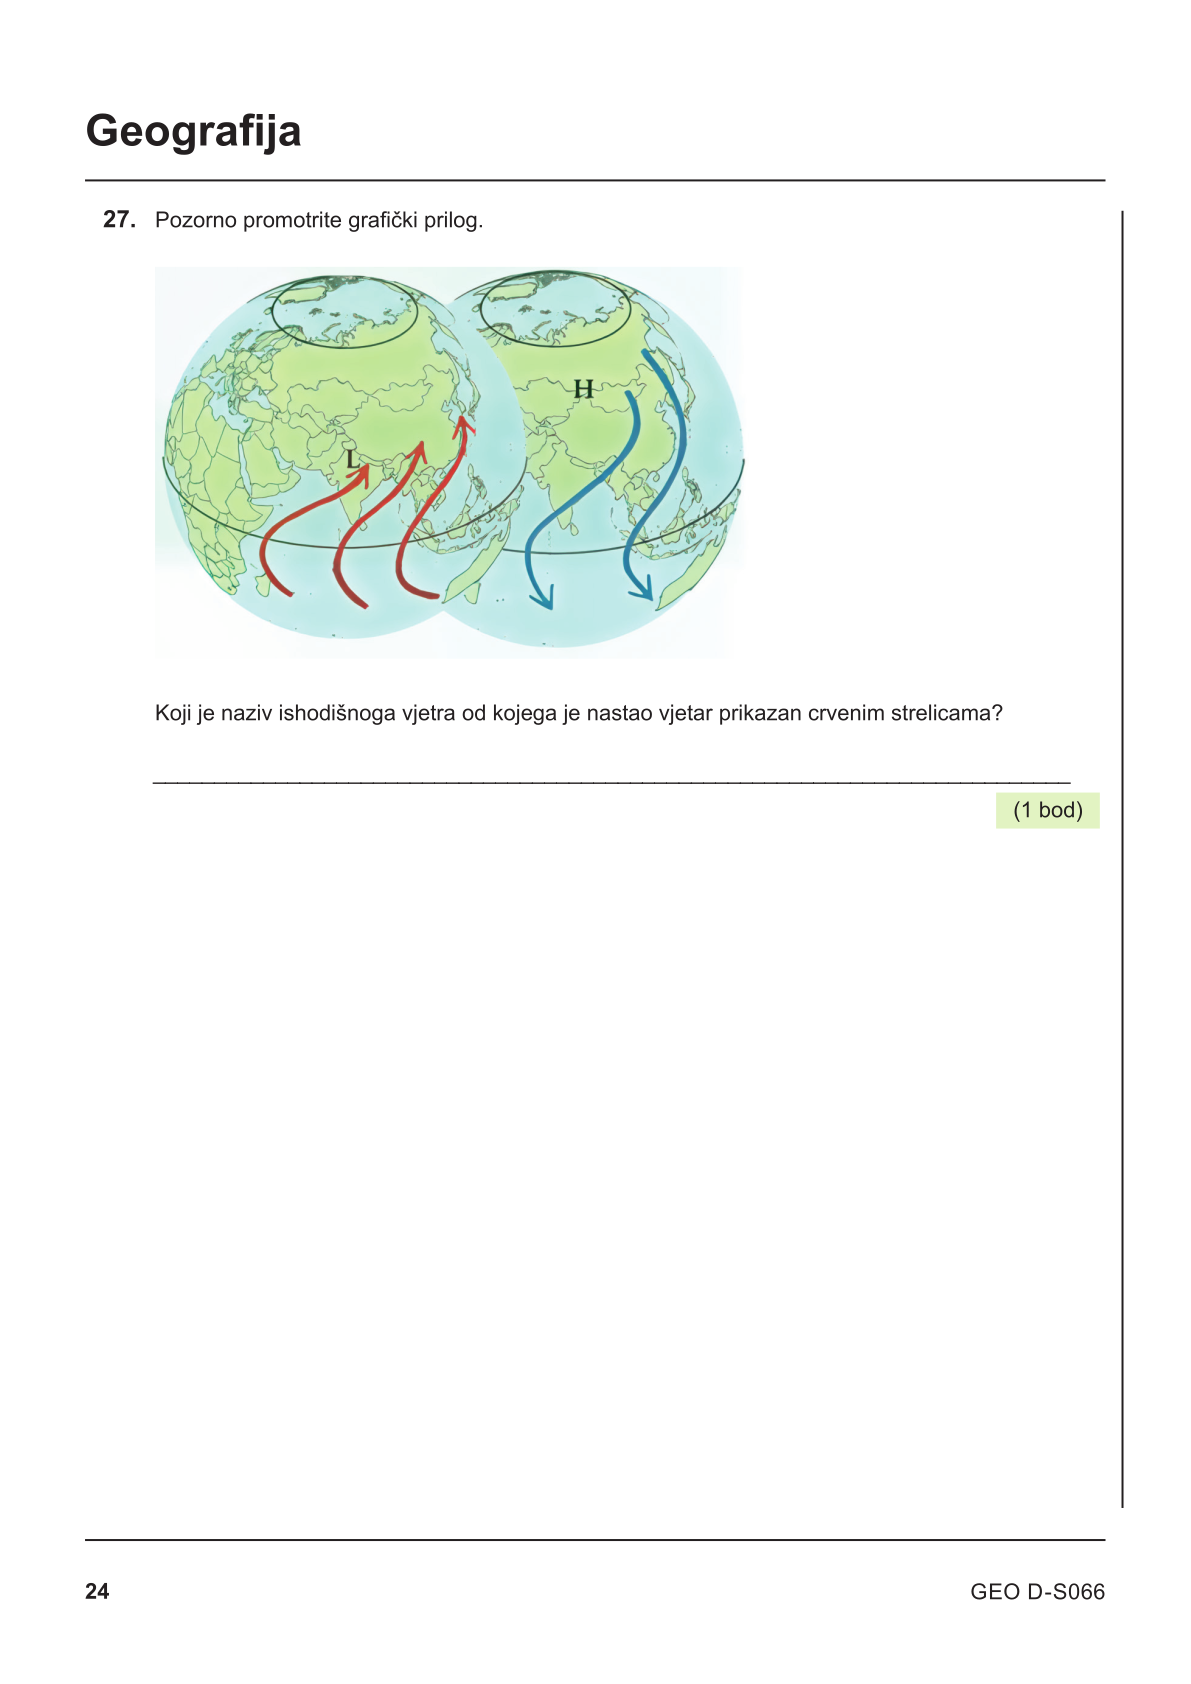 Geografija
27. Pozorno promotrite grafički prilog.
H
L
Koji je naziv ishodišnoga vjetra od kojega je nastao vjetar prikazan crvenim strelicama?
(1 bod)
24
GEO D-S066